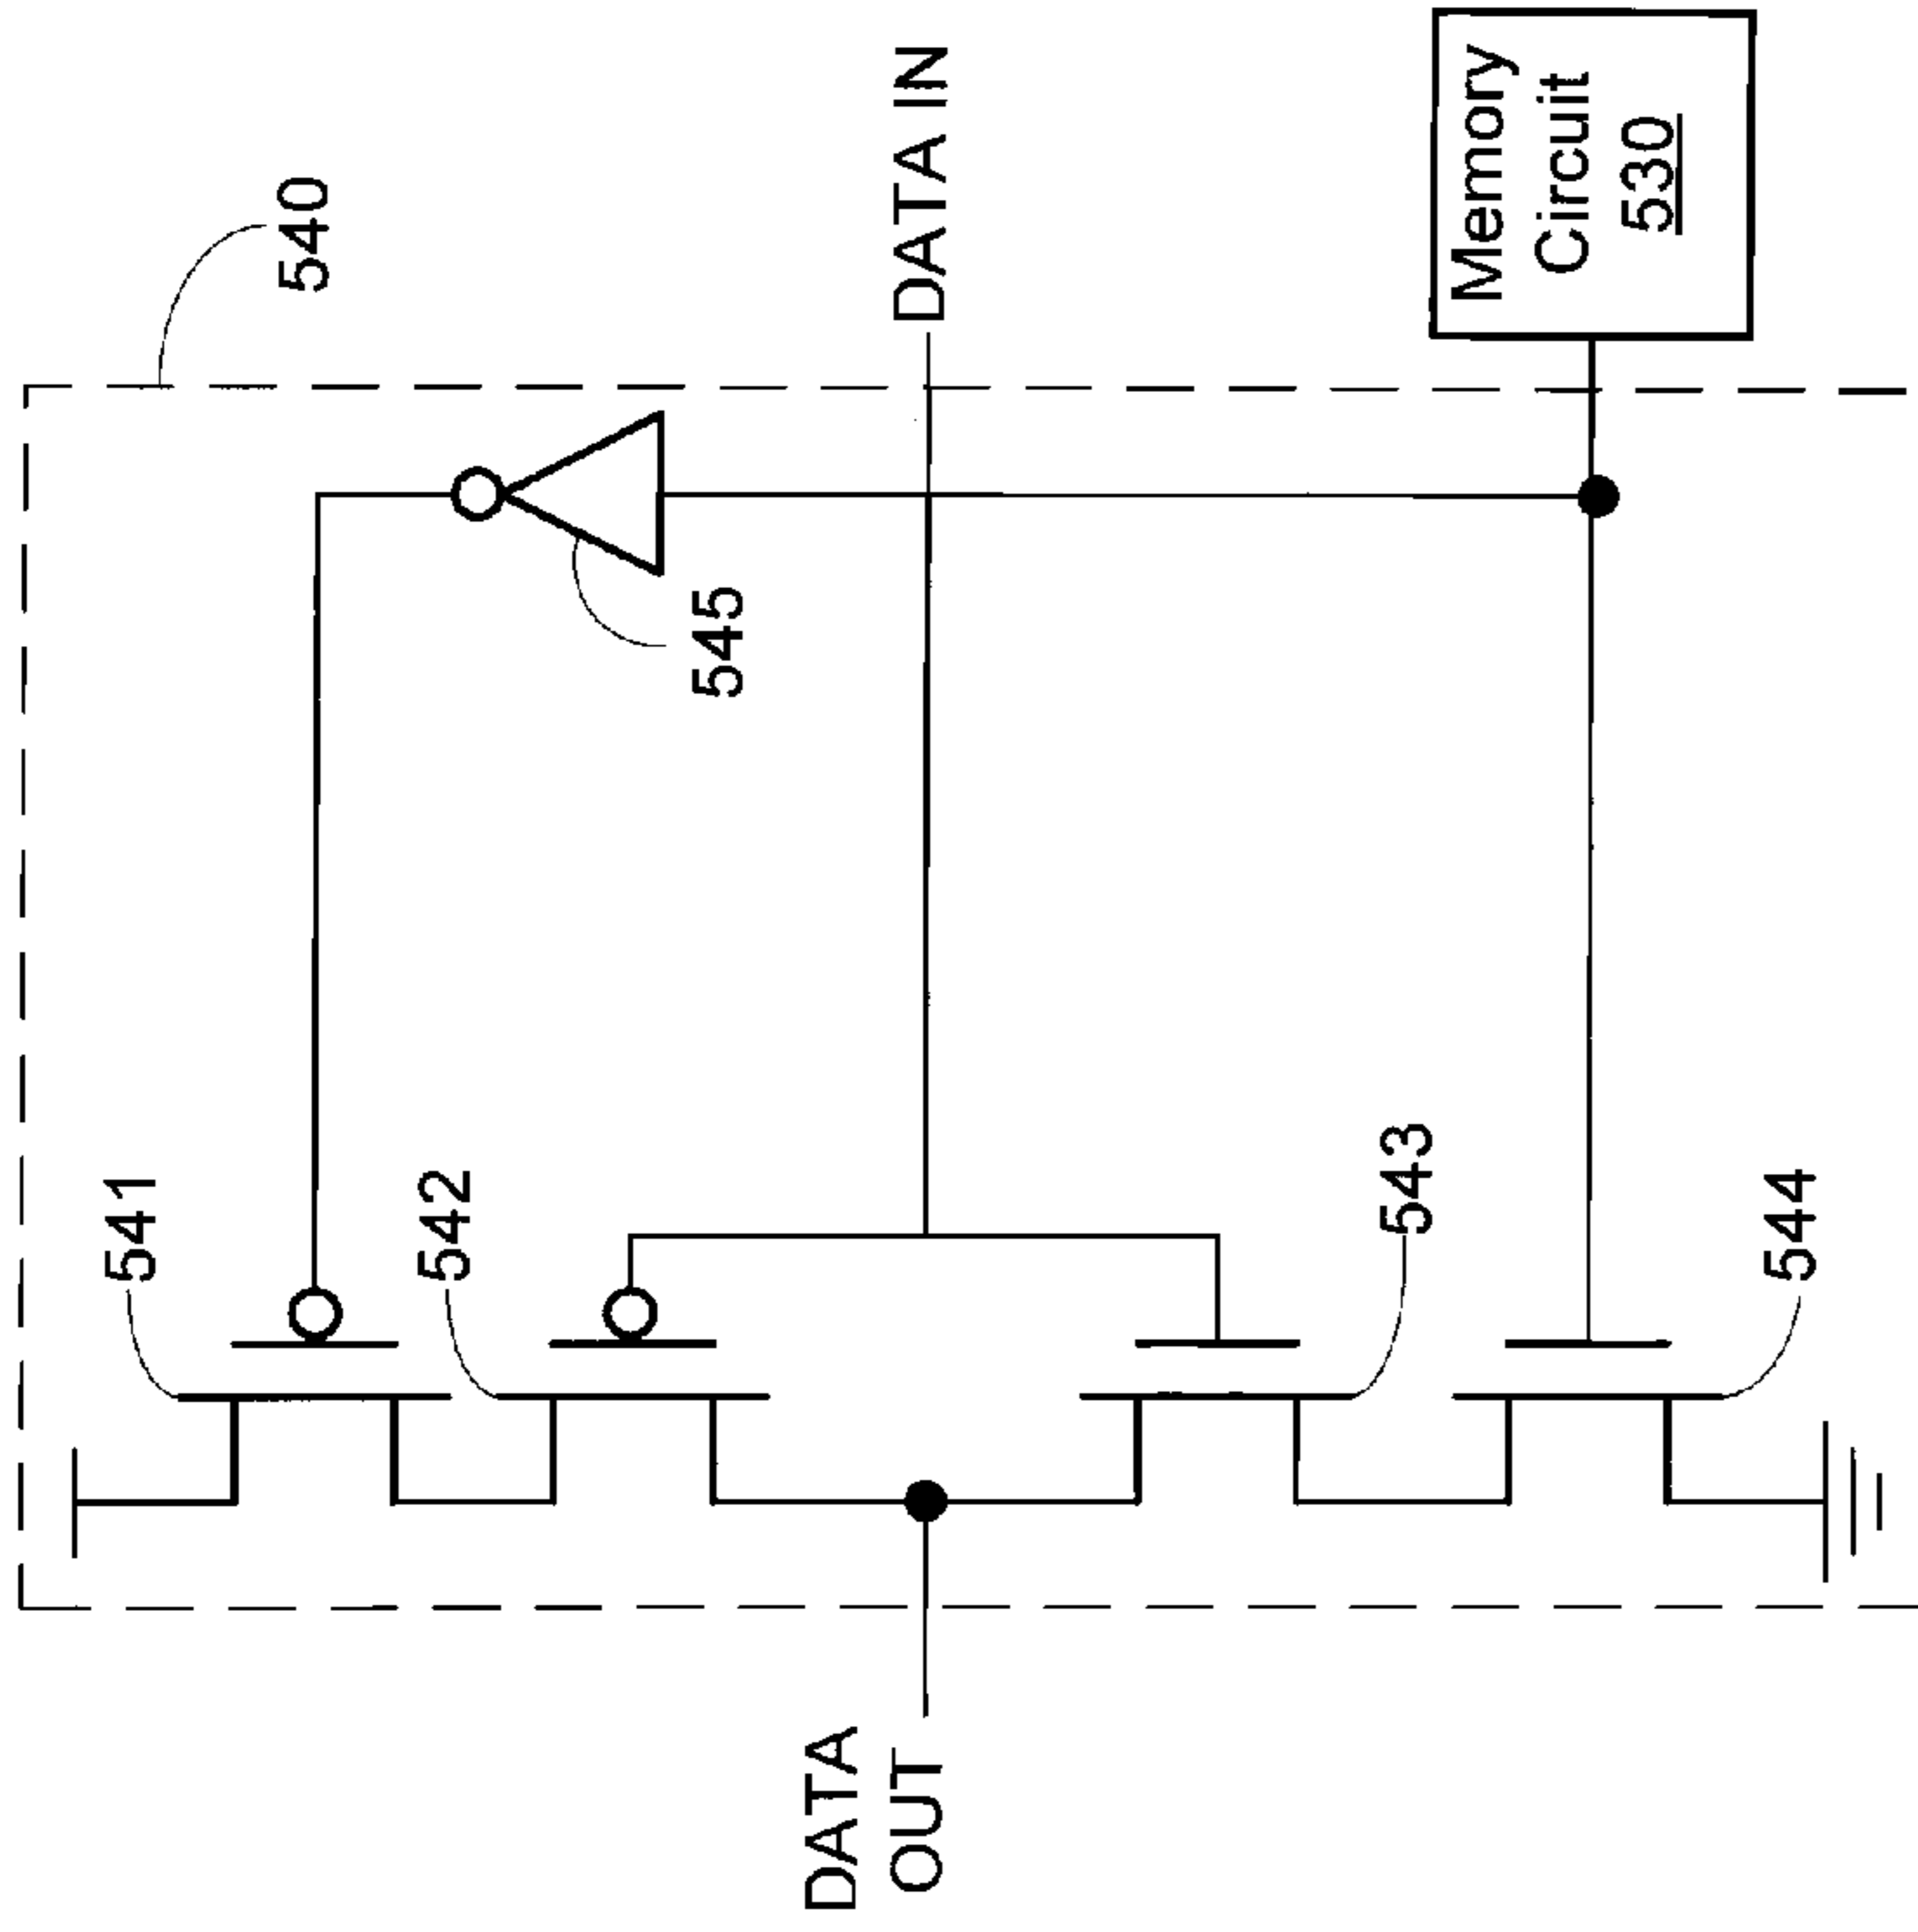 540
DATA IN
Memory
Circuit
530
545
541
542
543
544
DATA
OUT